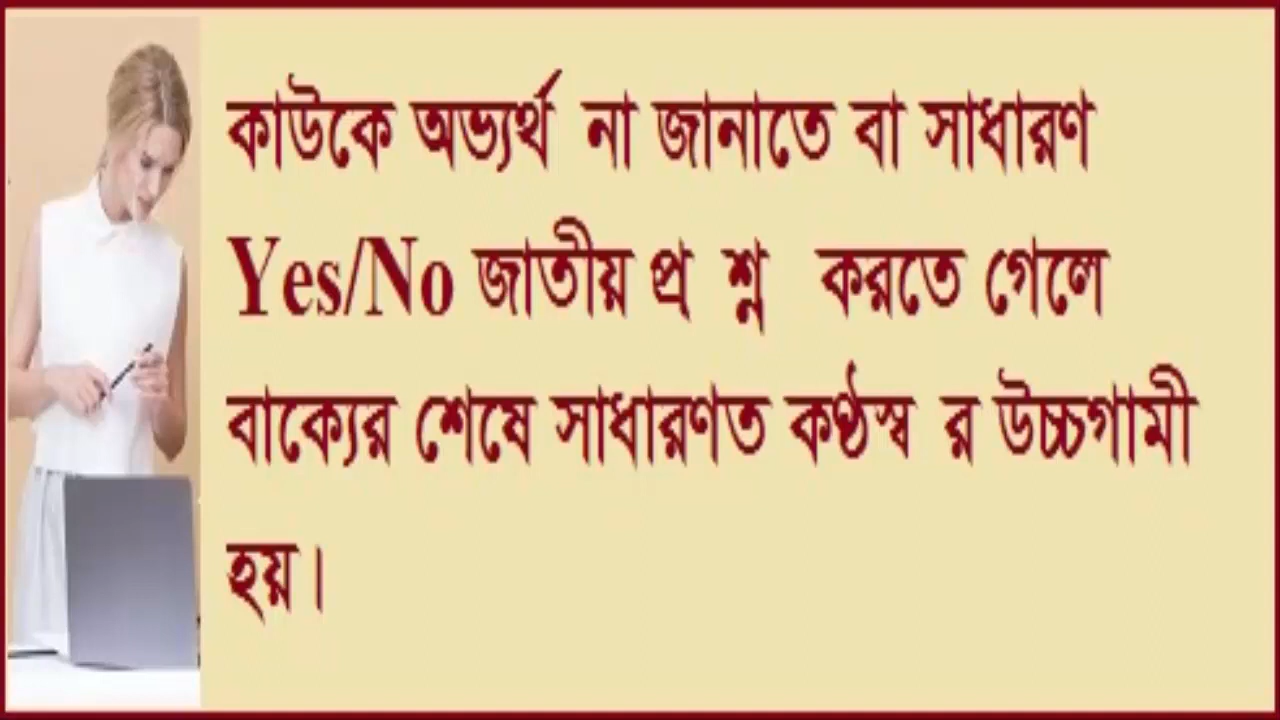 কাউকে অভ্যর্থ না জানাতে বা সাধারণ
Yes/No জাতীয় প্র শ্ন করতে গেলে
বাক্যের শেষে সাধারণত কণ্ঠস্ব র উচ্চগামী
হয়।